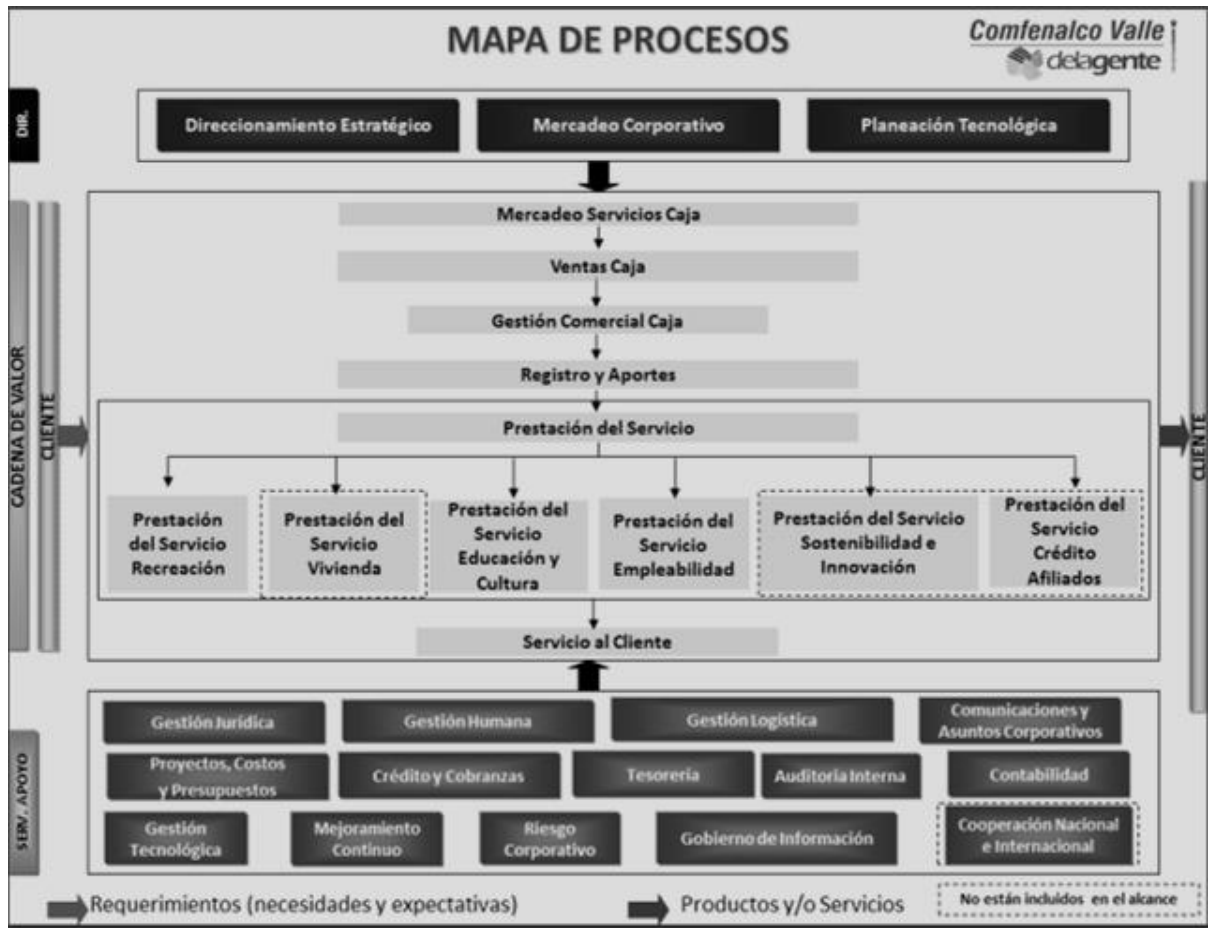 MAPA DE PROCESOS
Comfenalco Valle
delagente
DIR.
Direccionamiento Estratégico
Mercadeo Corporativo
Planeación Tecnológica
CADENA DE VALOR
CLIENTE
Mercadeo Servicios Caja
Ventas Caja
Gestión Comercial Caja
Registro y Aportes
Prestación del Servicio
Prestación
del Servicio
Recreación
Prestación del
Servicio
Vivienda
Prestación del
Servicio
Educación y
Cultura
Prestación del
Servicio
Empleabilidad
Prestación del Servicio
Sostenibilidad e
Innovación
Prestación del
Servicio
Crédito
Afiliados
Servicio al Cliente
CLIENTE
SERV. APOYO
Gestión Jurídica
Gestión Humana
Gestión Logística
Comunicaciones y
Asuntos Corporativos
Proyectos, Costos
y Presupuestos
Crédito y Cobranzas
Tesorería
Auditoria Interna
Contabilidad
Gestión
Tecnológica
Mejoramiento
Continuo
Riesgo
Corporativo
Gobierno de Información
Cooperación Nacional
e Internacional
Requerimientos (necesidades y expectativas)
Productos y/o Servicios
No están incluidos en el alcance